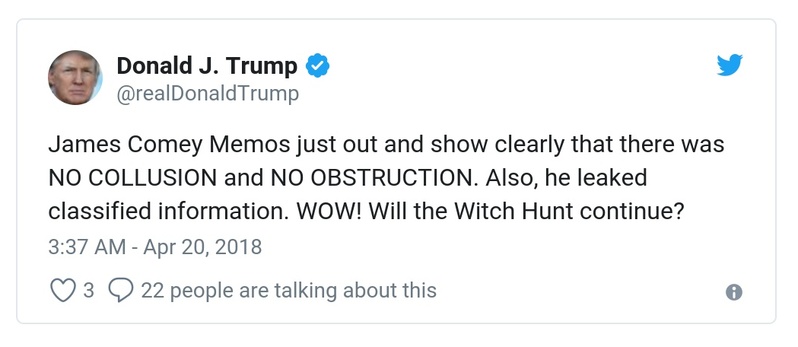 Donald J. Trump
@realDonaldTrump
James Comey Memos just out and show clearly that there was
NO COLLUSION and NO OBSTRUCTION. Also, he leaked
classified information. WOW! Will the Witch Hunt continue?
3:37 AM - Apr 20, 2018
3 22 people are talking about this